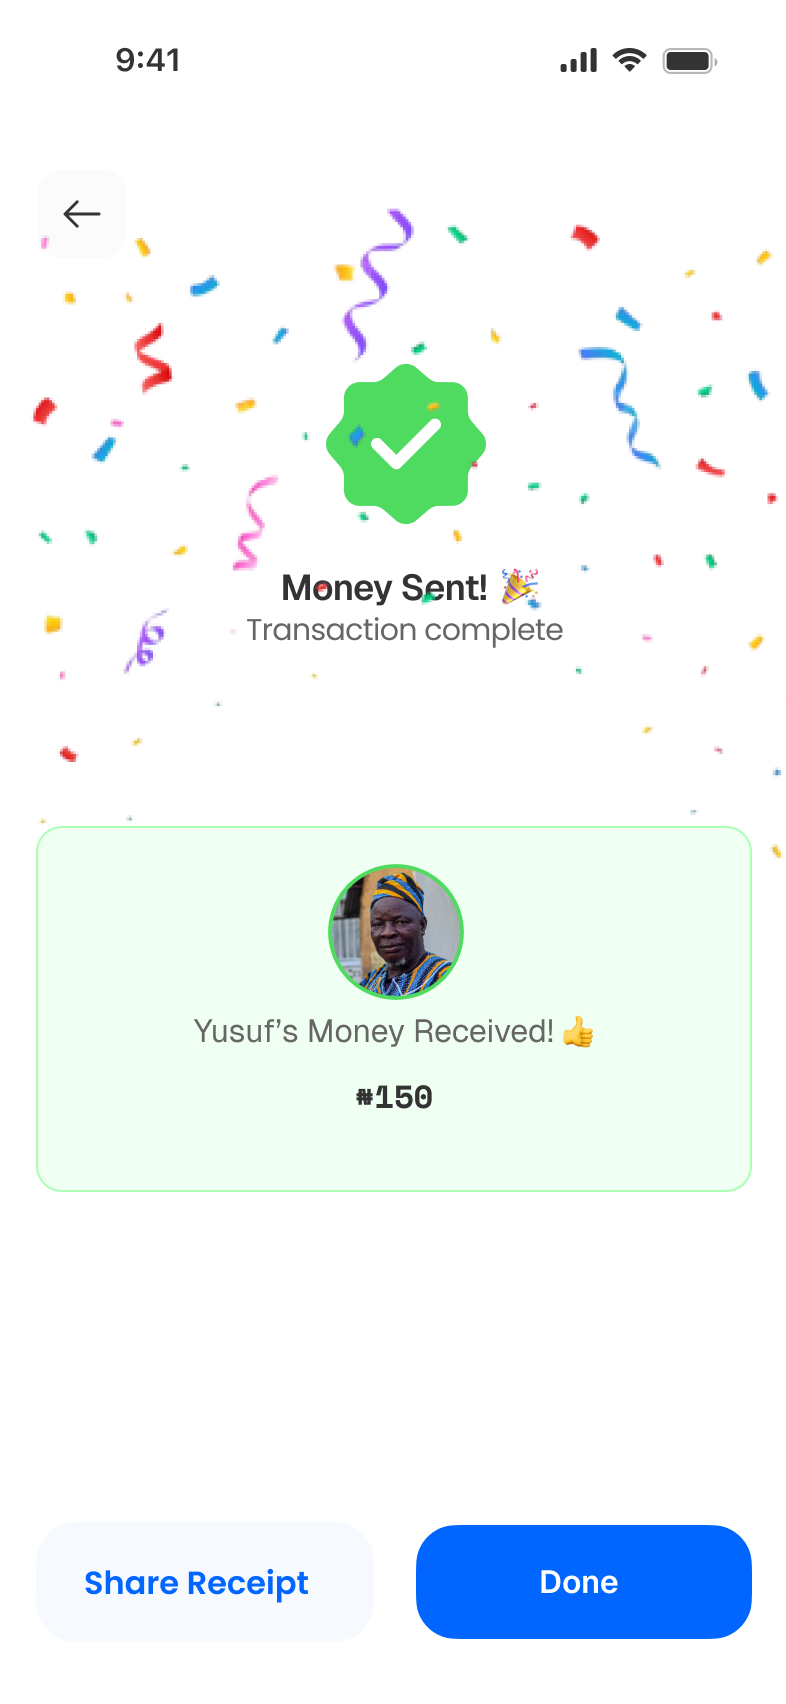 9:41
Money Sent! 🎉
Transaction complete
Yusuf’s Money Received! 👍
₦150
Share Receipt
Done